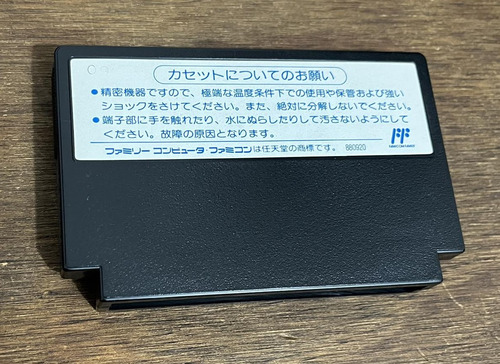 カセットについてのお願い
●精密機器ですので、極端な温度条件下での使用や保管および強い
ショックをさけてください。また、絶対に分解しないでください。
●端子部に手を触れたり、水にぬらしたりして汚さないようにして
ください。故障の原因となります。
ファミリーコンピュータ・ファミコンは任天堂の商標です。 880920